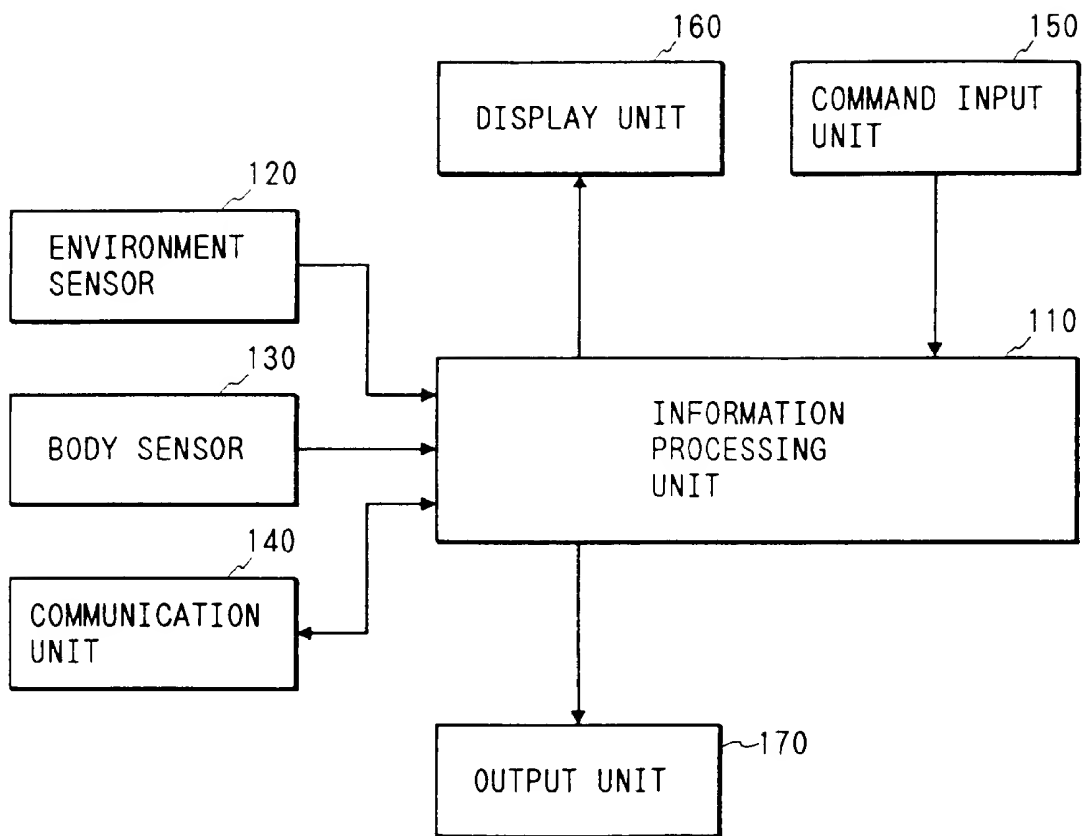 160
150
DISPLAY UNIT
COMMAND INPUT
UNIT
120
ENVIRONMENT
SENSOR
110
130
BODY SENSOR
INFORMATION
PROCESSING
UNIT
140
COMMUNICATION
UNIT
170
OUTPUT UNIT